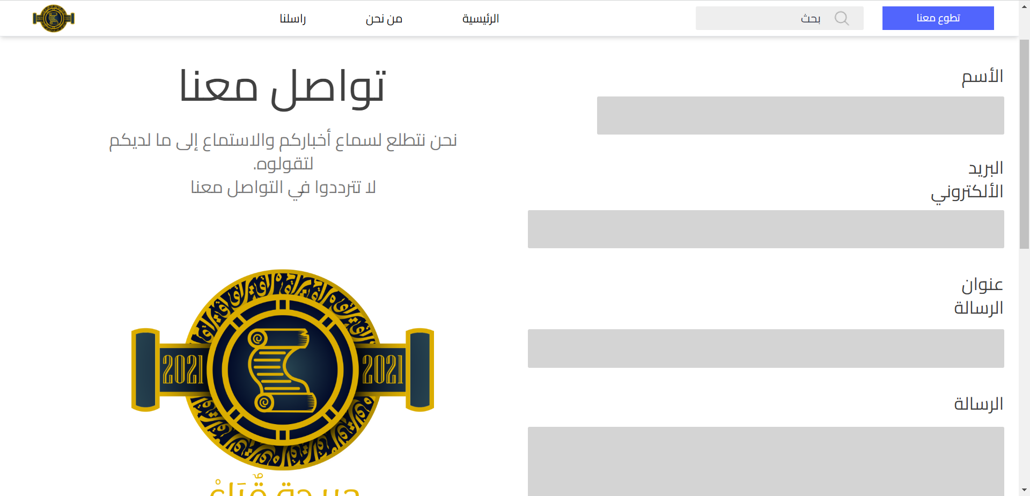 تطوع معنا
بحث
الرئيسية
من نحن
راسلنا
الأسم
البريد
الألكتروني
عنوان
الرسالة
الرسالة
تواصل معنا
نحن نتطلع لسماع أخباركم والاستماع إلى ما لديكم
لتقولوه.
لا تترددوا في التواصل معنا
2021
2021